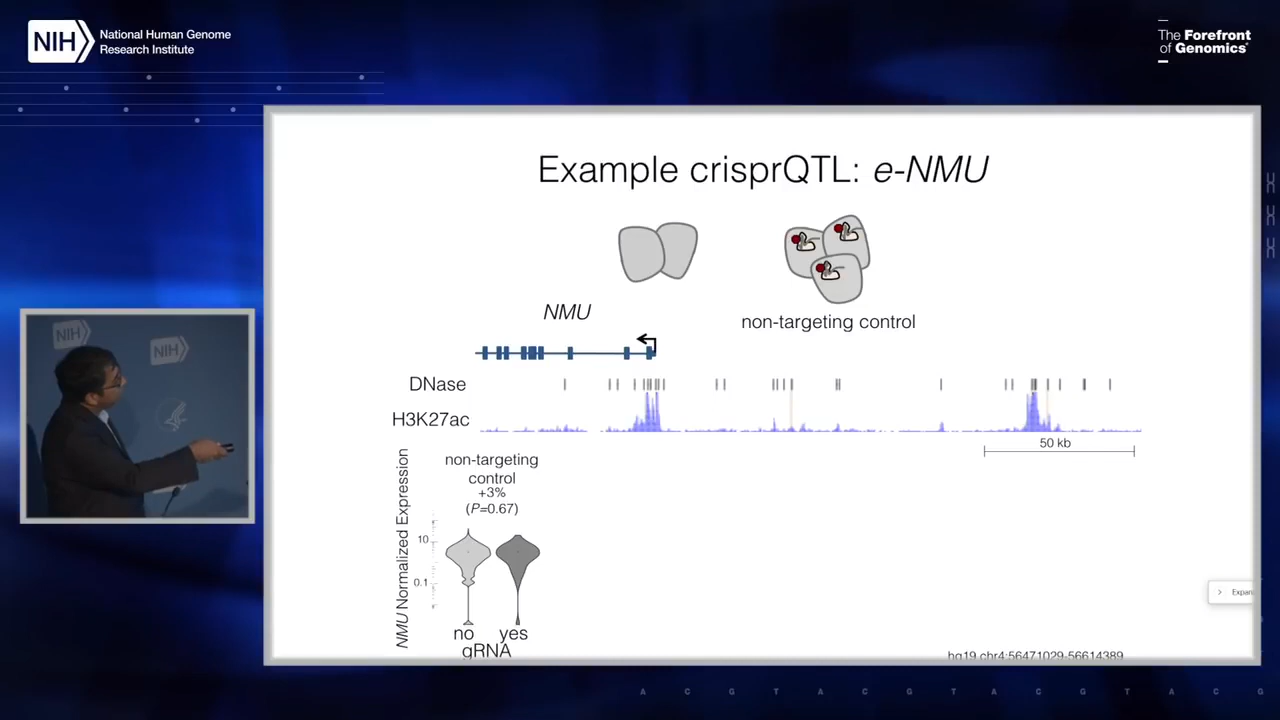 NIH
National Human Genome
Research Institute
The Forefront
of Genomics®
Example crisprQTL: e-NMU
non-targeting control
NMU
DNase
H3K27ac
50 kb
NMU Normalized Expression
non-targeting
control
+3%
(P=0.67)
10
0.1
no yes
gRNA
hg19 chr4:56471029-56614389
NIH
NIH
A C G T A C G T A C G T A C G